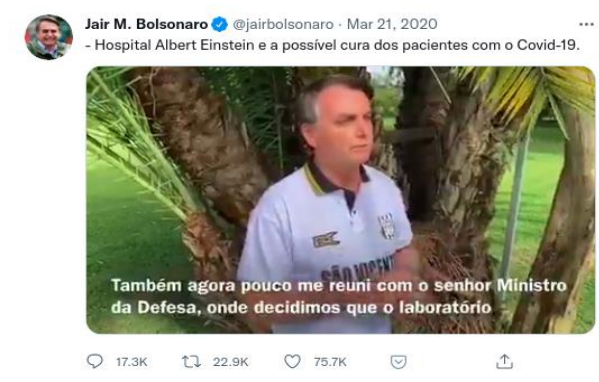 Jair M. Bolsonaro @jairbolsonaro · Mar 21, 2020
- Hospital Albert Einstein e a possível cura dos pacientes com o Covid-19.
SÃO VICENTE
Também agora pouco me reuni com o senhor Ministro
da Defesa, onde decidimos que o laboratório
17.3K 22.9K 75.7K